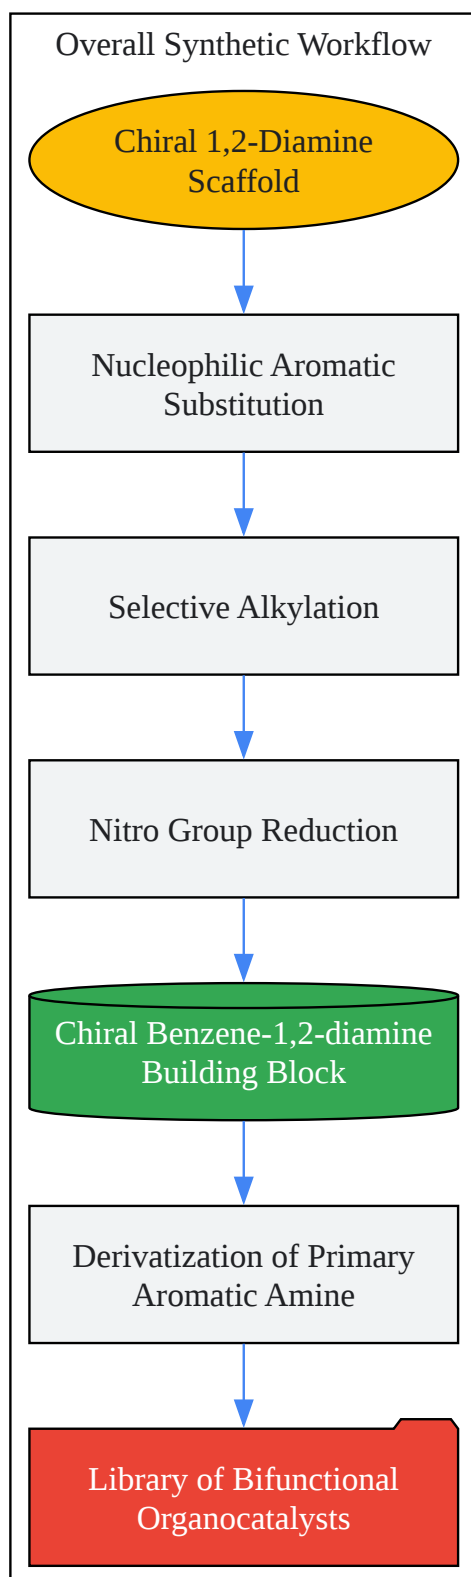 Overall Synthetic Workflow
Chiral 1,2-Diamine
Scaffold
Nucleophilic Aromatic
Substitution
Selective Alkylation
Nitro Group Reduction
Chiral Benzene-1,2-diamine
Building Block
Derivatization of Primary
Aromatic Amine
Library of Bifunctional
Organocatalysts